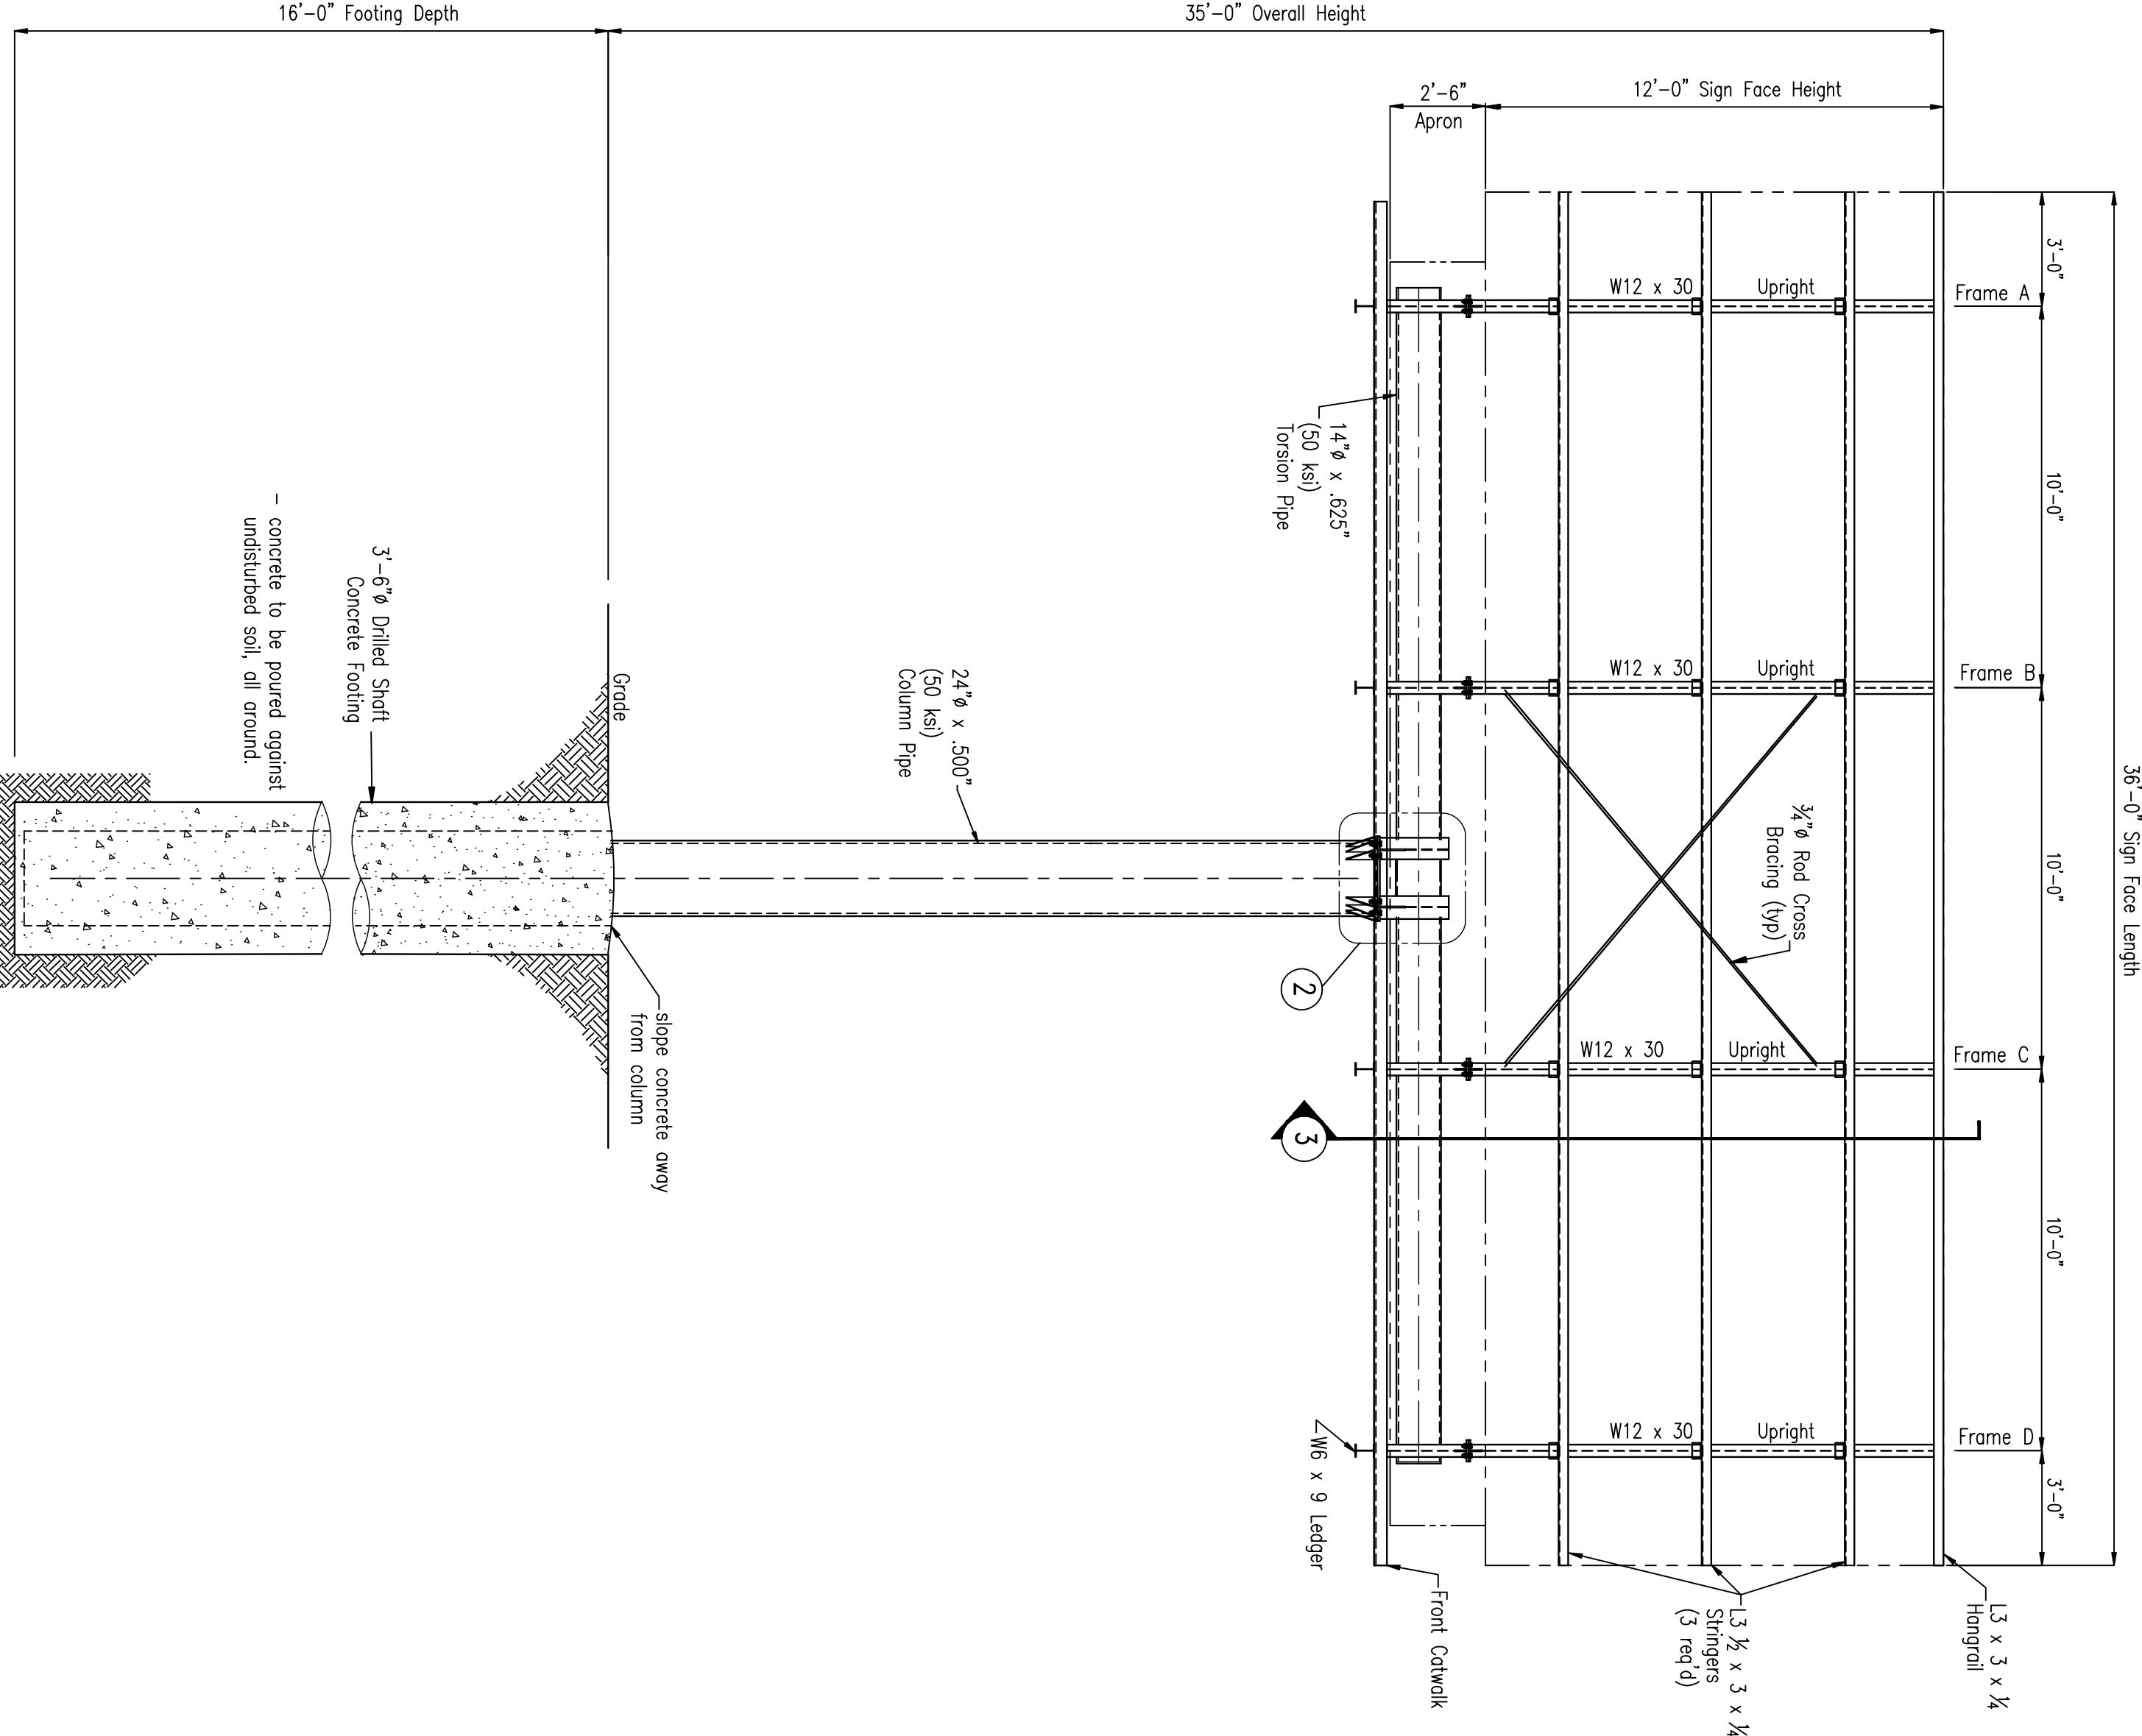 16'-0" Footing Depth
35'-0" Overall Height
2'-6"
Apron
12'-0" Sign Face Height
36'-0" Sign Face Length
3'-0"
10'-0"
10'-0"
10'-0"
3'-0"
Frame A
Frame B
Frame C
Frame D
W12 x 30 Upright
W12 x 30 Upright
W12 x 30 Upright
W12 x 30 Upright
14"ø x .625"
(50 ksi)
Torsion Pipe
¾"ø Rod Cross
Bracing (typ)
24"ø x .500"
(50 ksi)
Column Pipe
Grade
3'-6"ø Drilled Shaft
Concrete Footing
- concrete to be poured against
undisturbed soil, all around.
slope concrete away
from column
2
3
W6 x 9 Ledger
Front Catwalk
L3 ½ x 3 x ¼
Stringers
(3 req'd)
L3 x 3 x ¼
Hangrail